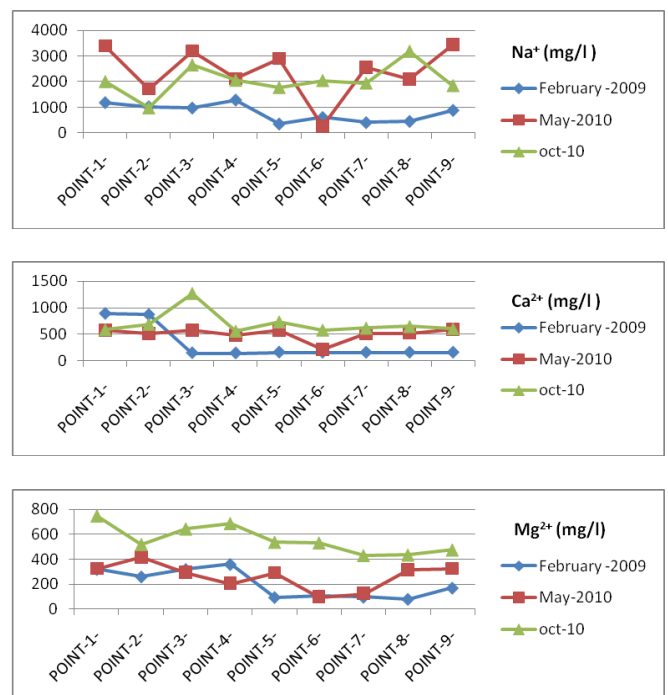 4000
3000
2000
1000
0
POINT-1-
POINT-2-
POINT-3-
POINT-4-
POINT-5-
POINT-6-
POINT-7-
POINT-8-
POINT-9-
Na⁺ (mg/l )
February -2009
May-2010
oct-10
1500
1000
500
0
POINT-1-
POINT-2-
POINT-3-
POINT-4-
POINT-5-
POINT-6-
POINT-7-
POINT-8-
POINT-9-
Ca²⁺ (mg/l )
February -2009
May-2010
oct-10
800
600
400
200
0
POINT-1-
POINT-2-
POINT-3-
POINT-4-
POINT-5-
POINT-6-
POINT-7-
POINT-8-
POINT-9-
Mg²⁺ (mg/l)
February -2009
May-2010
oct-10